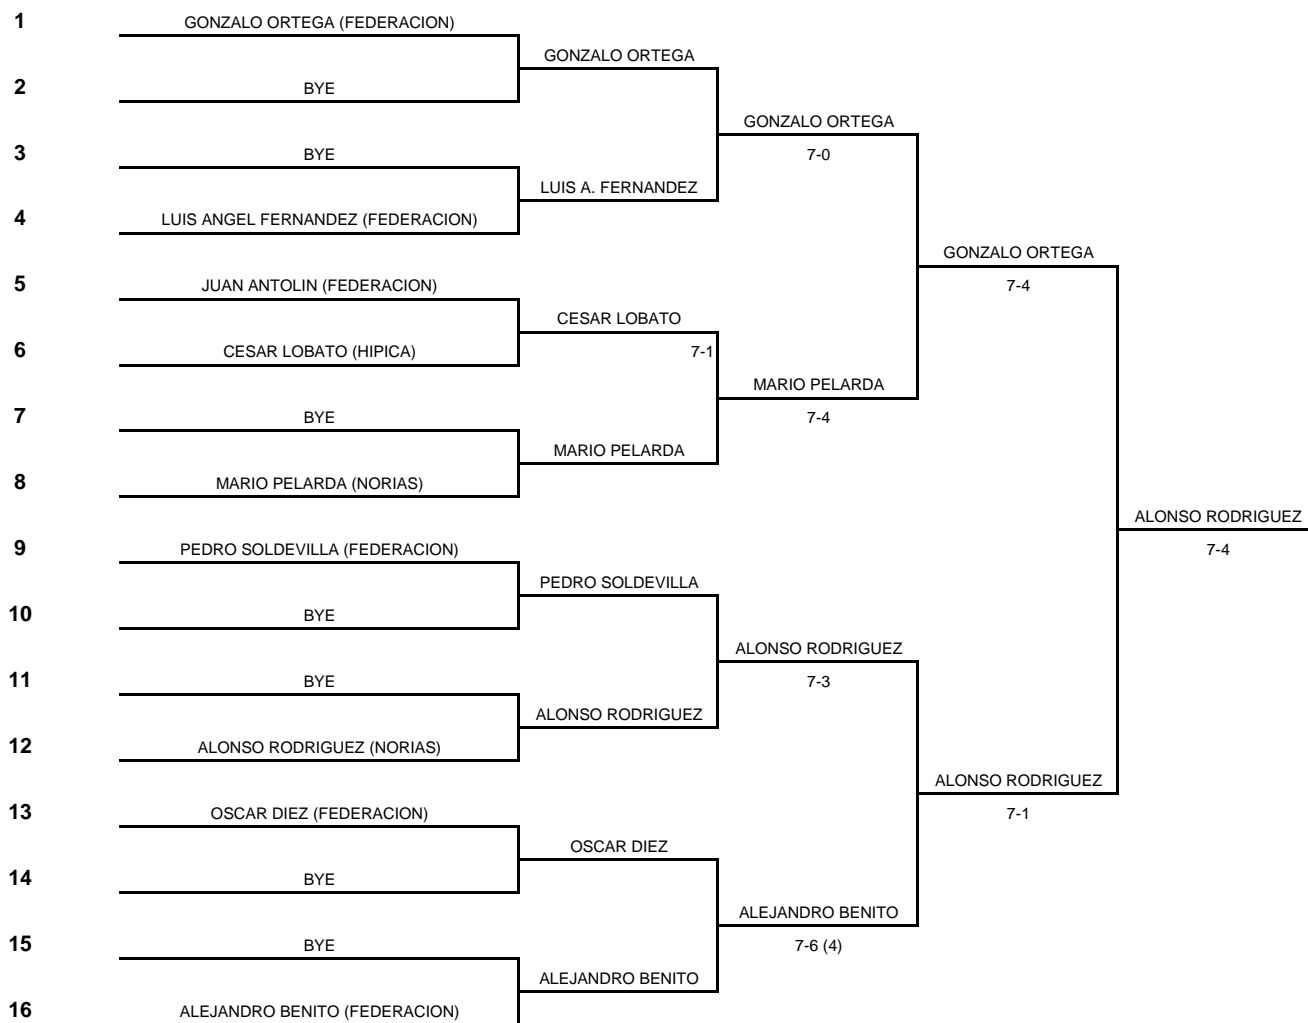 1
GONZALO ORTEGA (FEDERACION)
GONZALO ORTEGA
2
BYE
GONZALO ORTEGA
3
BYE
7-0
LUIS A. FERNANDEZ
4
LUIS ANGEL FERNANDEZ (FEDERACION)
GONZALO ORTEGA
5
JUAN ANTOLIN (FEDERACION)
7-4
CESAR LOBATO
6
CESAR LOBATO (HIPICA)
7-1
MARIO PELARDA
7
BYE
7-4
MARIO PELARDA
8
MARIO PELARDA (NORIAS)
ALONSO RODRIGUEZ
9
PEDRO SOLDEVILLA (FEDERACION)
7-4
PEDRO SOLDEVILLA
10
BYE
ALONSO RODRIGUEZ
11
BYE
7-3
ALONSO RODRIGUEZ
12
ALONSO RODRIGUEZ (NORIAS)
ALONSO RODRIGUEZ
13
OSCAR DIEZ (FEDERACION)
7-1
OSCAR DIEZ
14
BYE
ALEJANDRO BENITO
15
BYE
7-6 (4)
ALEJANDRO BENITO
16
ALEJANDRO BENITO (FEDERACION)